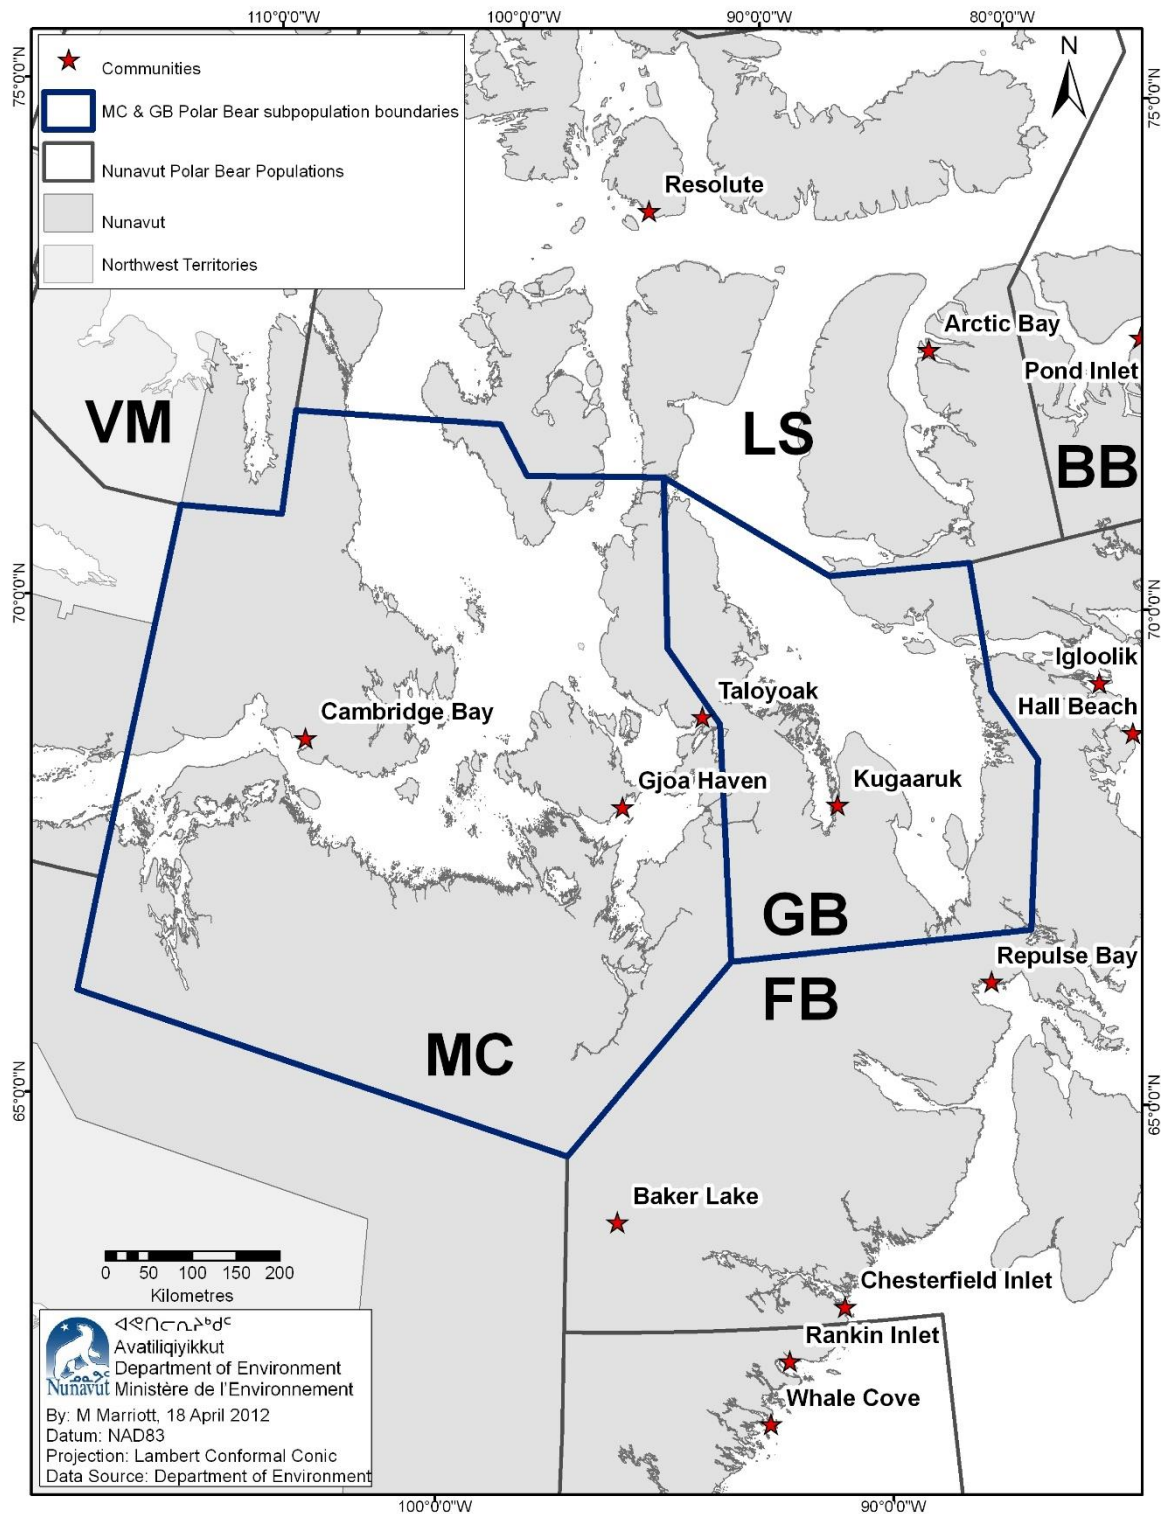 110°0'0"W 100°0'0"W 90°0'0"W 80°0'0"W
75°0'0"N
75°0'0"N
Communities
MC & GB Polar Bear subpopulation boundaries
Nunavut Polar Bear Populations
Nunavut
Northwest Territories
N
Resolute
Arctic Bay
Pond Inlet
VM
LS
BB
70°0'0"N
70°0'0"N
Igloolik
Taloyoak
Hall Beach
Cambridge Bay
Gjoa Haven
Kugaaruk
GB
Repulse Bay
FB
MC
65°0'0"N
65°0'0"N
Baker Lake
0 50 100 150 200
Kilometres
Chesterfield Inlet
Rankin Inlet
Whale Cove
ᐊᕙᑎᓕᕆᔨᒃᑯᑦ
Avatiliqiyikkut
Department of Environment
Nunavut Ministère de l'Environnement
By: M Marriott, 18 April 2012
Datum: NAD83
Projection: Lambert Conformal Conic
Data Source: Department of Environment
100°0'0"W 90°0'0"W